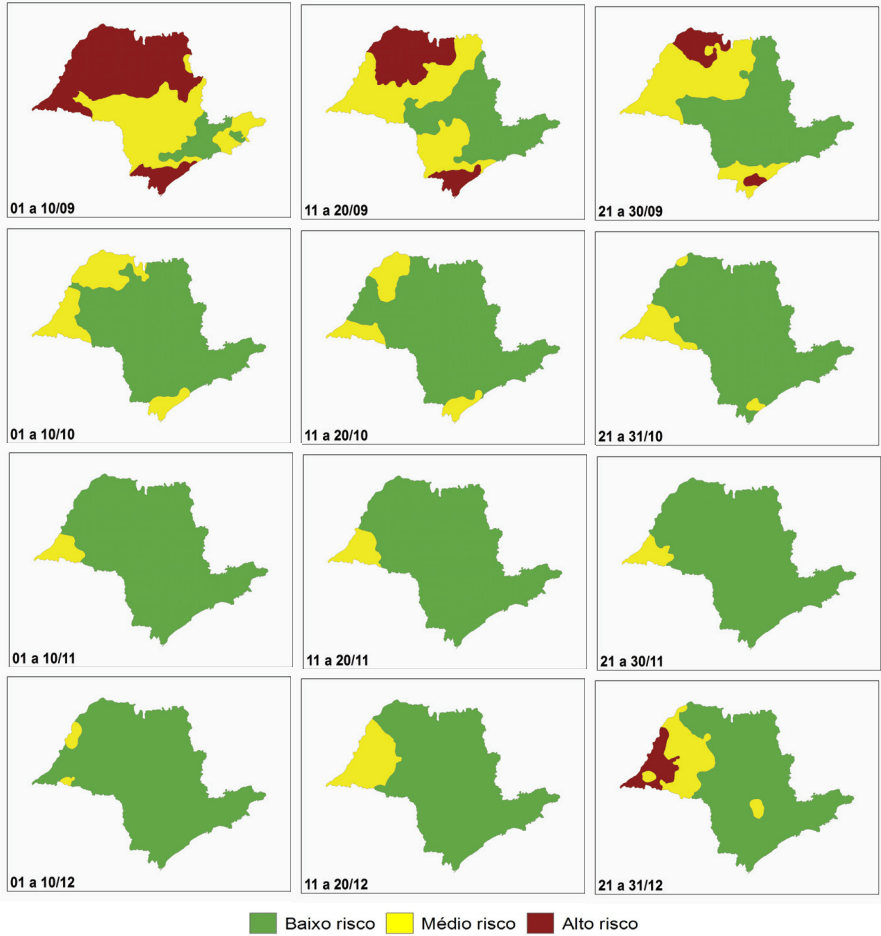 01 a 10/09
11 a 20/09
21 a 30/09
01 a 10/10
11 a 20/10
21 a 31/10
01 a 10/11
11 a 20/11
21 a 30/11
01 a 10/12
11 a 20/12
21 a 31/12
Baixo risco Médio risco Alto risco